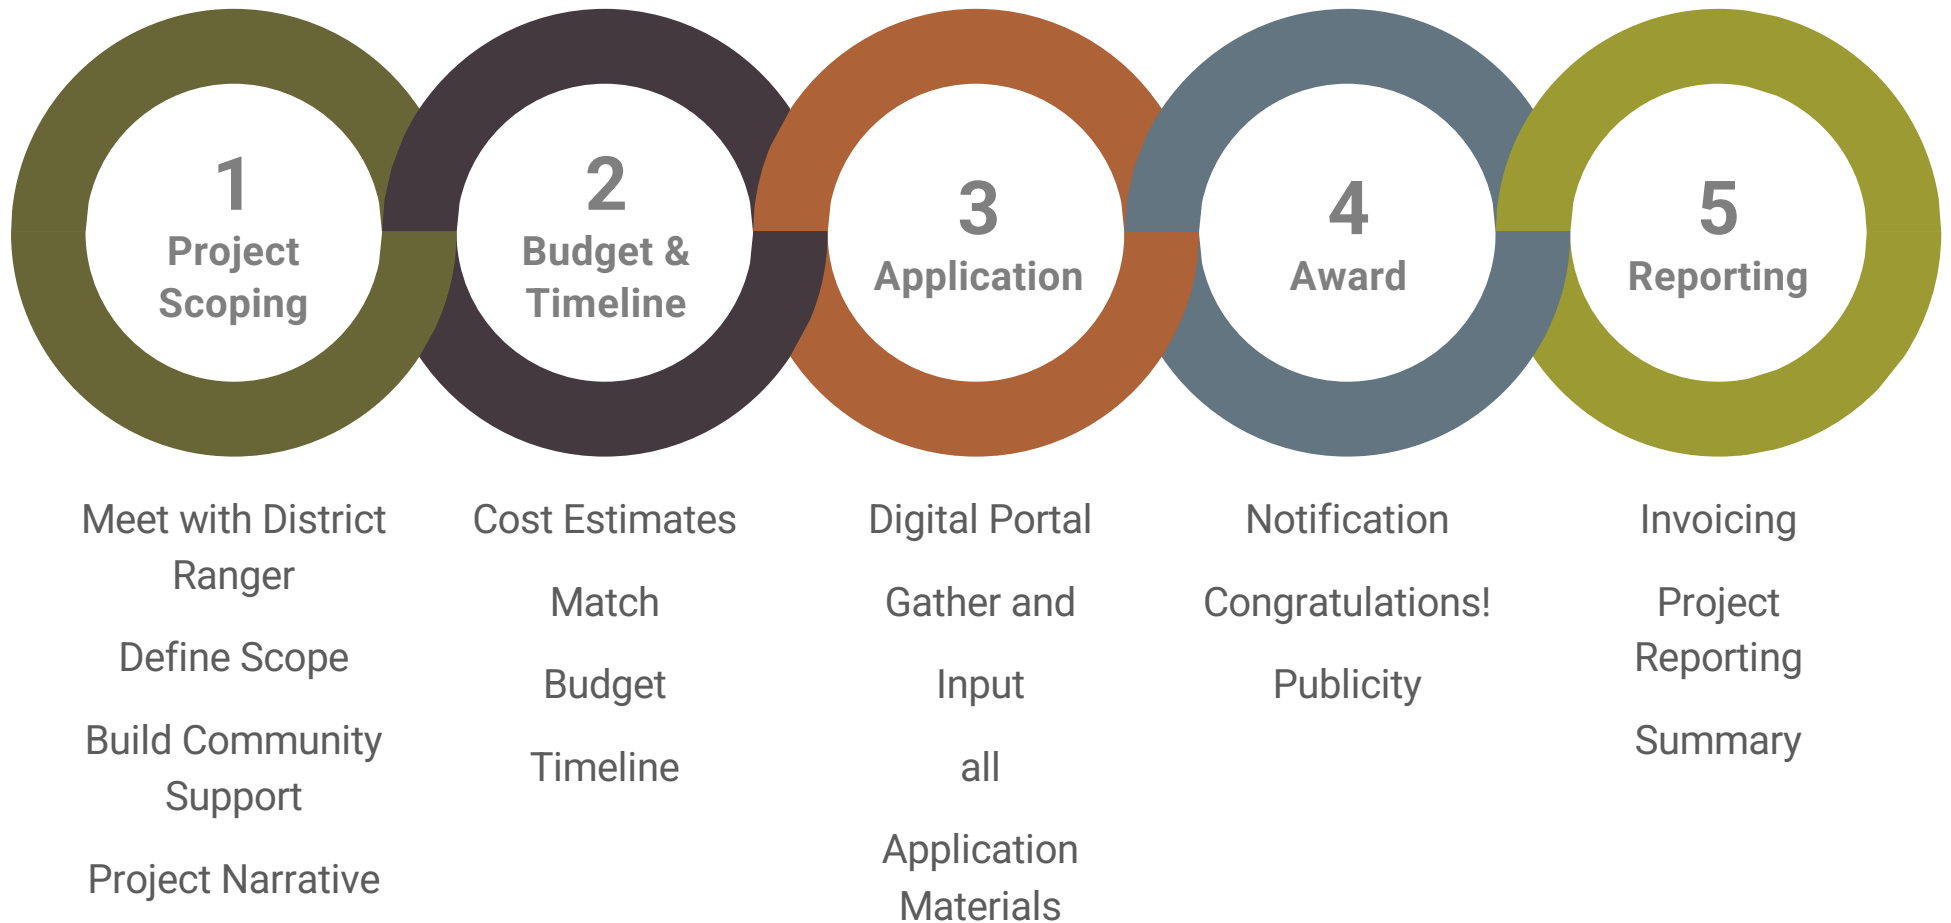 1
Project
Scoping
2
Budget &
Timeline
3
Application
4
Award
5
Reporting
Meet with District
Ranger
Define Scope
Build Community
Support
Project Narrative
Cost Estimates
Match
Budget
Timeline
Digital Portal
Gather and
Input
all
Application
Materials
Notification
Congratulations!
Publicity
Invoicing
Project
Reporting
Summary